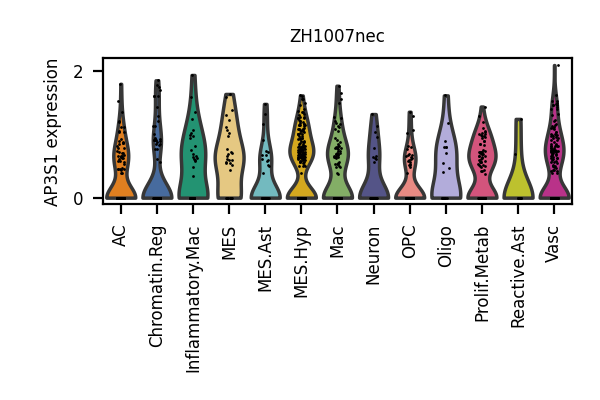 ZH1007nec
AP3S1 expression
2
0
AC
Chromatin.Reg
Inflammatory.Mac
MES
MES.Ast
MES.Hyp
Mac
Neuron
OPC
Oligo
Prolif.Metab
Reactive.Ast
Vasc